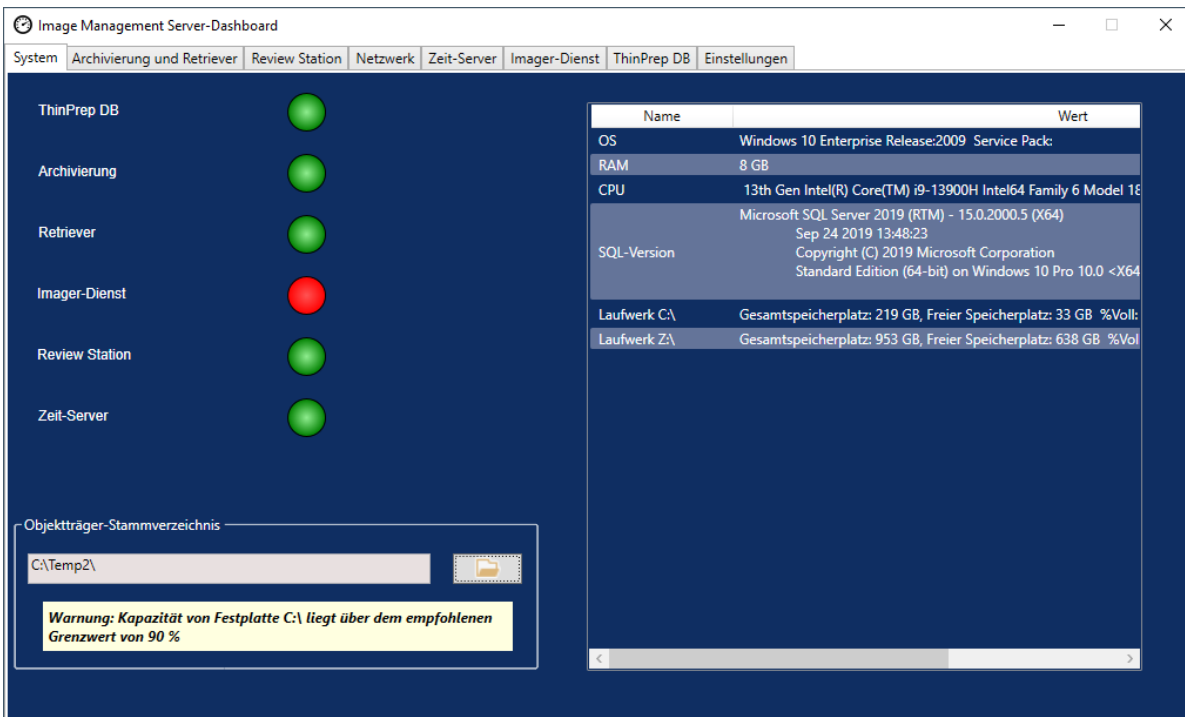 Image Management Server-Dashboard
System Archivierung und Retriever Review Station Netzwerk Zeit-Server Imager-Dienst ThinPrep DB Einstellungen
ThinPrep DB
Archivierung
Retriever
Imager-Dienst
Review Station
Zeit-Server
Objektträger-Stammverzeichnis
C:\Temp2\
Warnung: Kapazität von Festplatte C:\ liegt über dem empfohlenen
Grenzwert von 90 %
Name Wert
OS Windows 10 Enterprise Release:2009 Service Pack:
RAM 8 GB
CPU 13th Gen Intel(R) Core(TM) i9-13900H Intel64 Family 6 Model 18
SQL-Version Microsoft SQL Server 2019 (RTM) - 15.0.2000.5 (X64)
Sep 24 2019 13:48:23
Copyright (C) 2019 Microsoft Corporation
Standard Edition (64-bit) on Windows 10 Pro 10.0 <X64
Laufwerk C:\ Gesamtspeicherplatz: 219 GB, Freier Speicherplatz: 33 GB %Voll:
Laufwerk Z:\ Gesamtspeicherplatz: 953 GB, Freier Speicherplatz: 638 GB %Vol